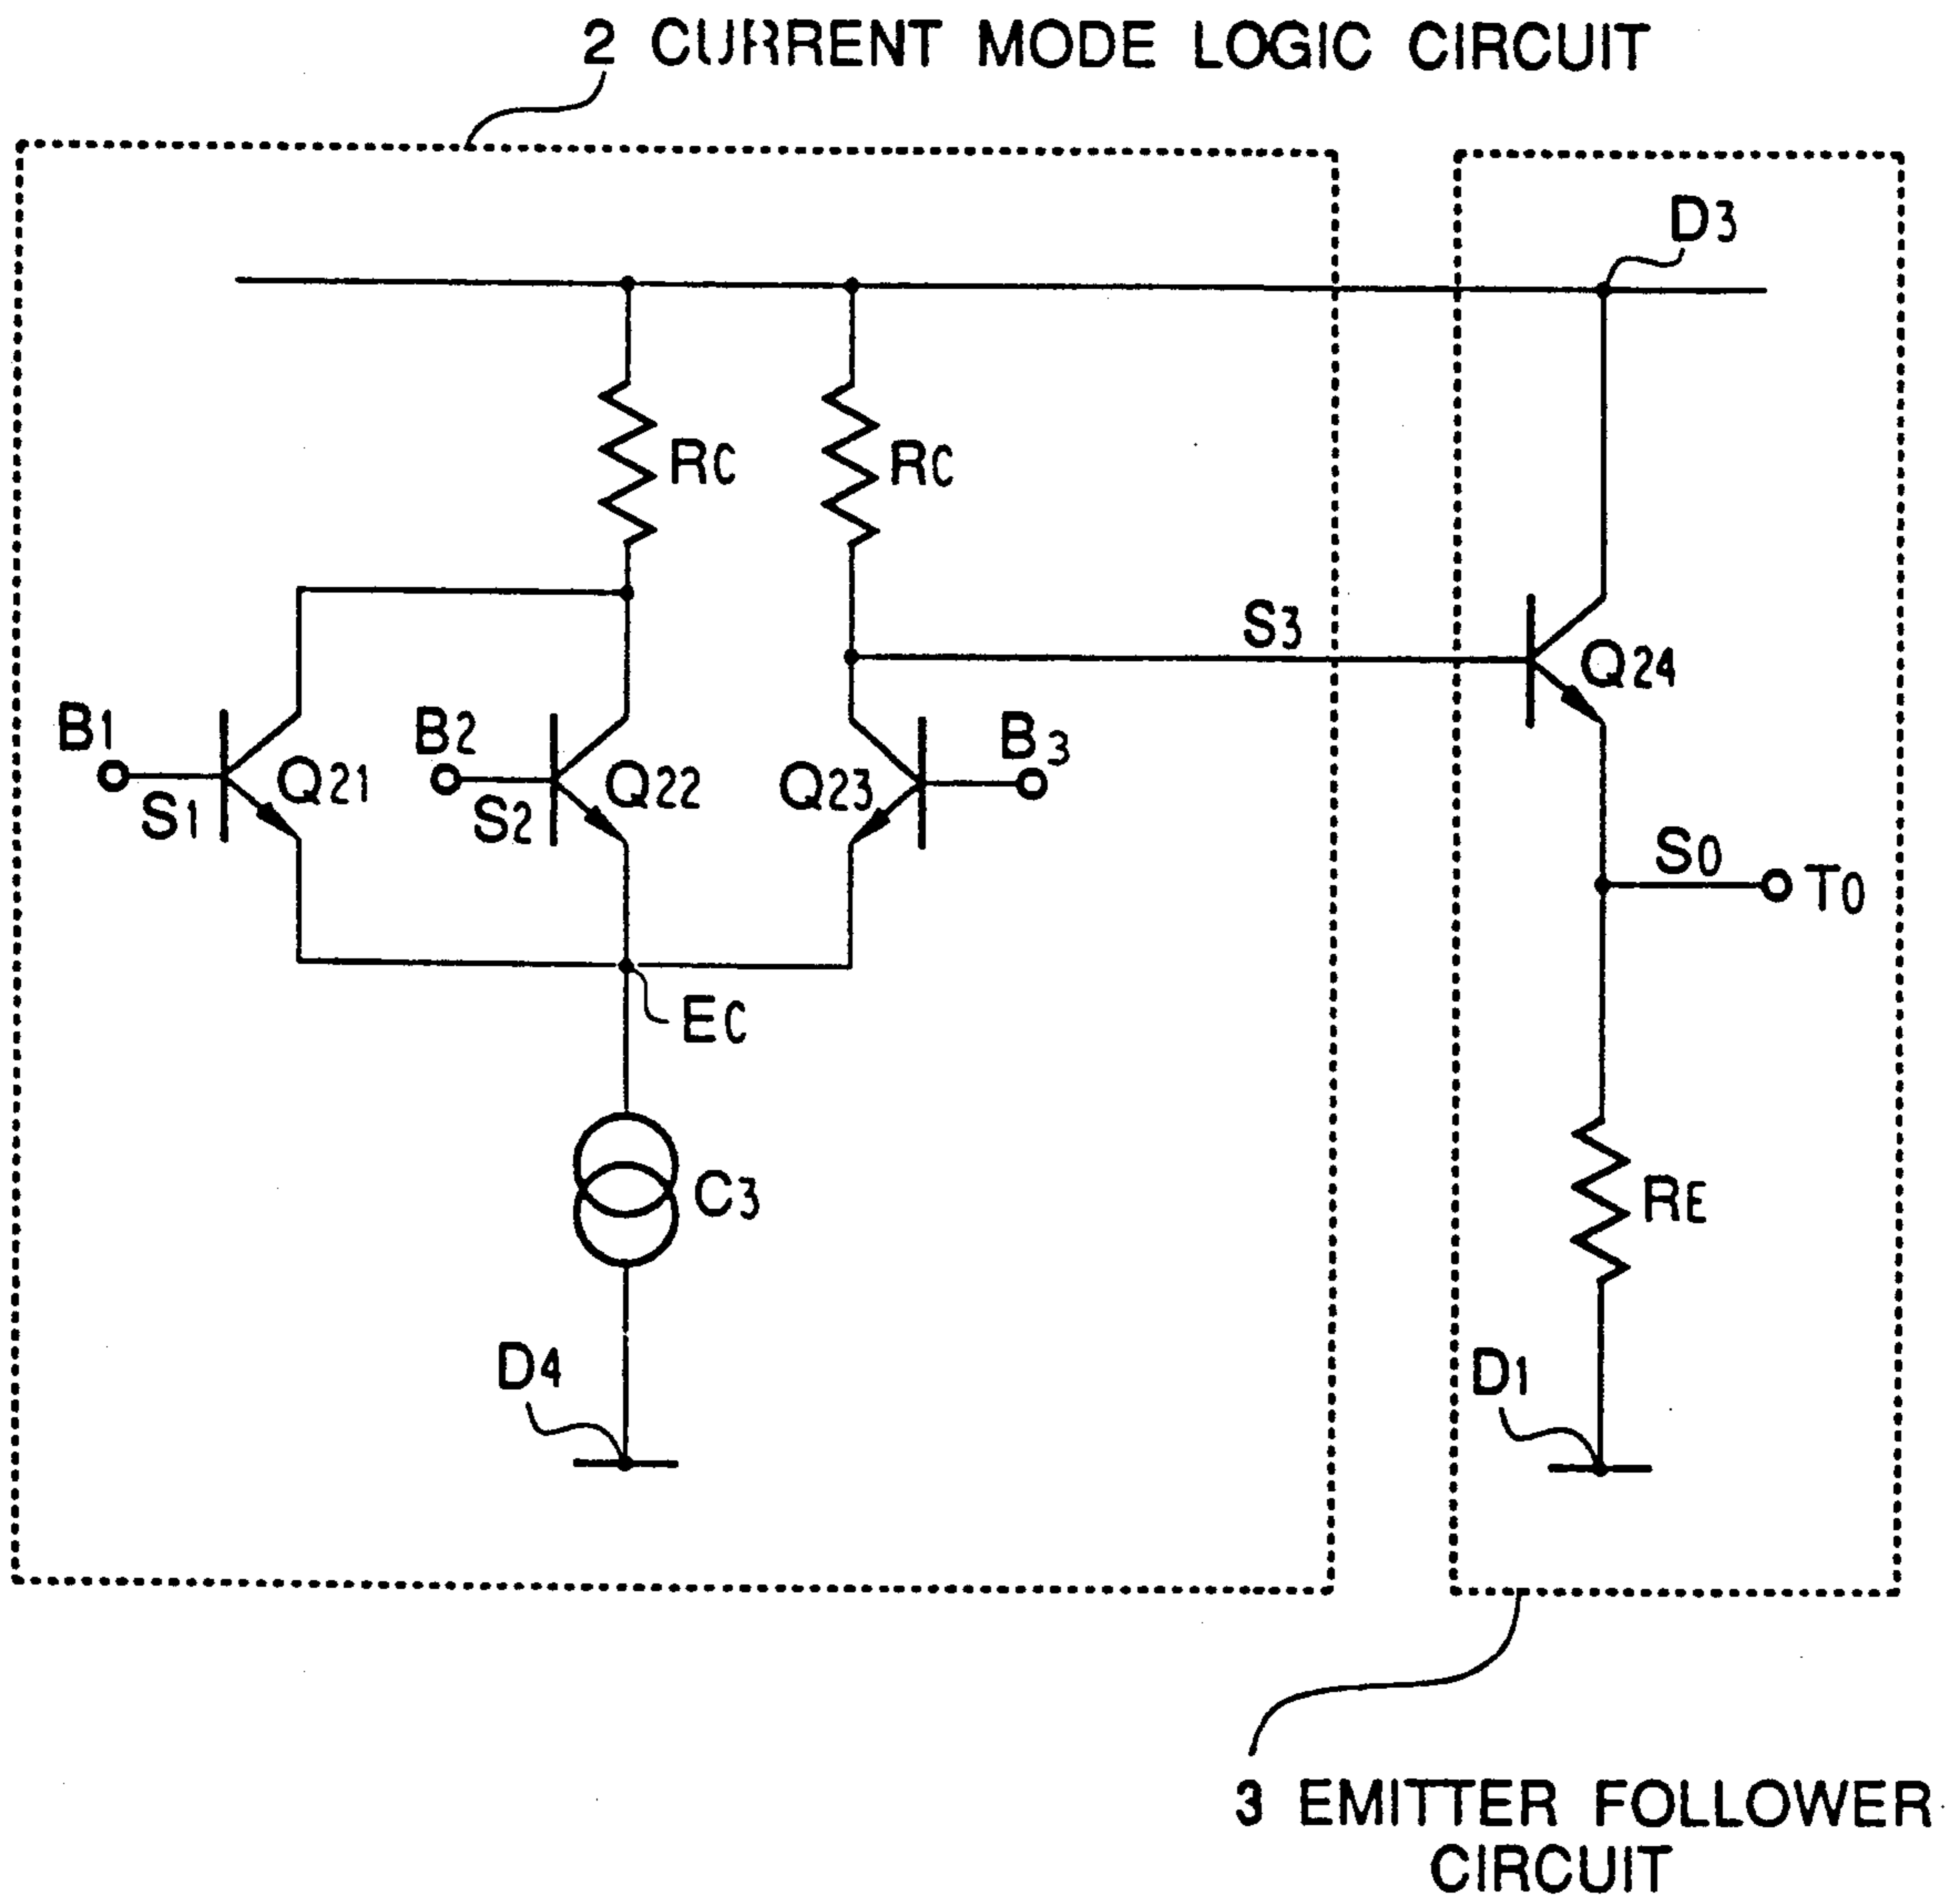 2 CURRENT MODE LOGIC CIRCUIT
D3
RC
RC
S3
Q24
B1
B2
B3
Q21
Q22
Q23
S1
S2
S0
T0
EC
C3
RE
D4
D1
3 EMITTER FOLLOWER
CIRCUIT